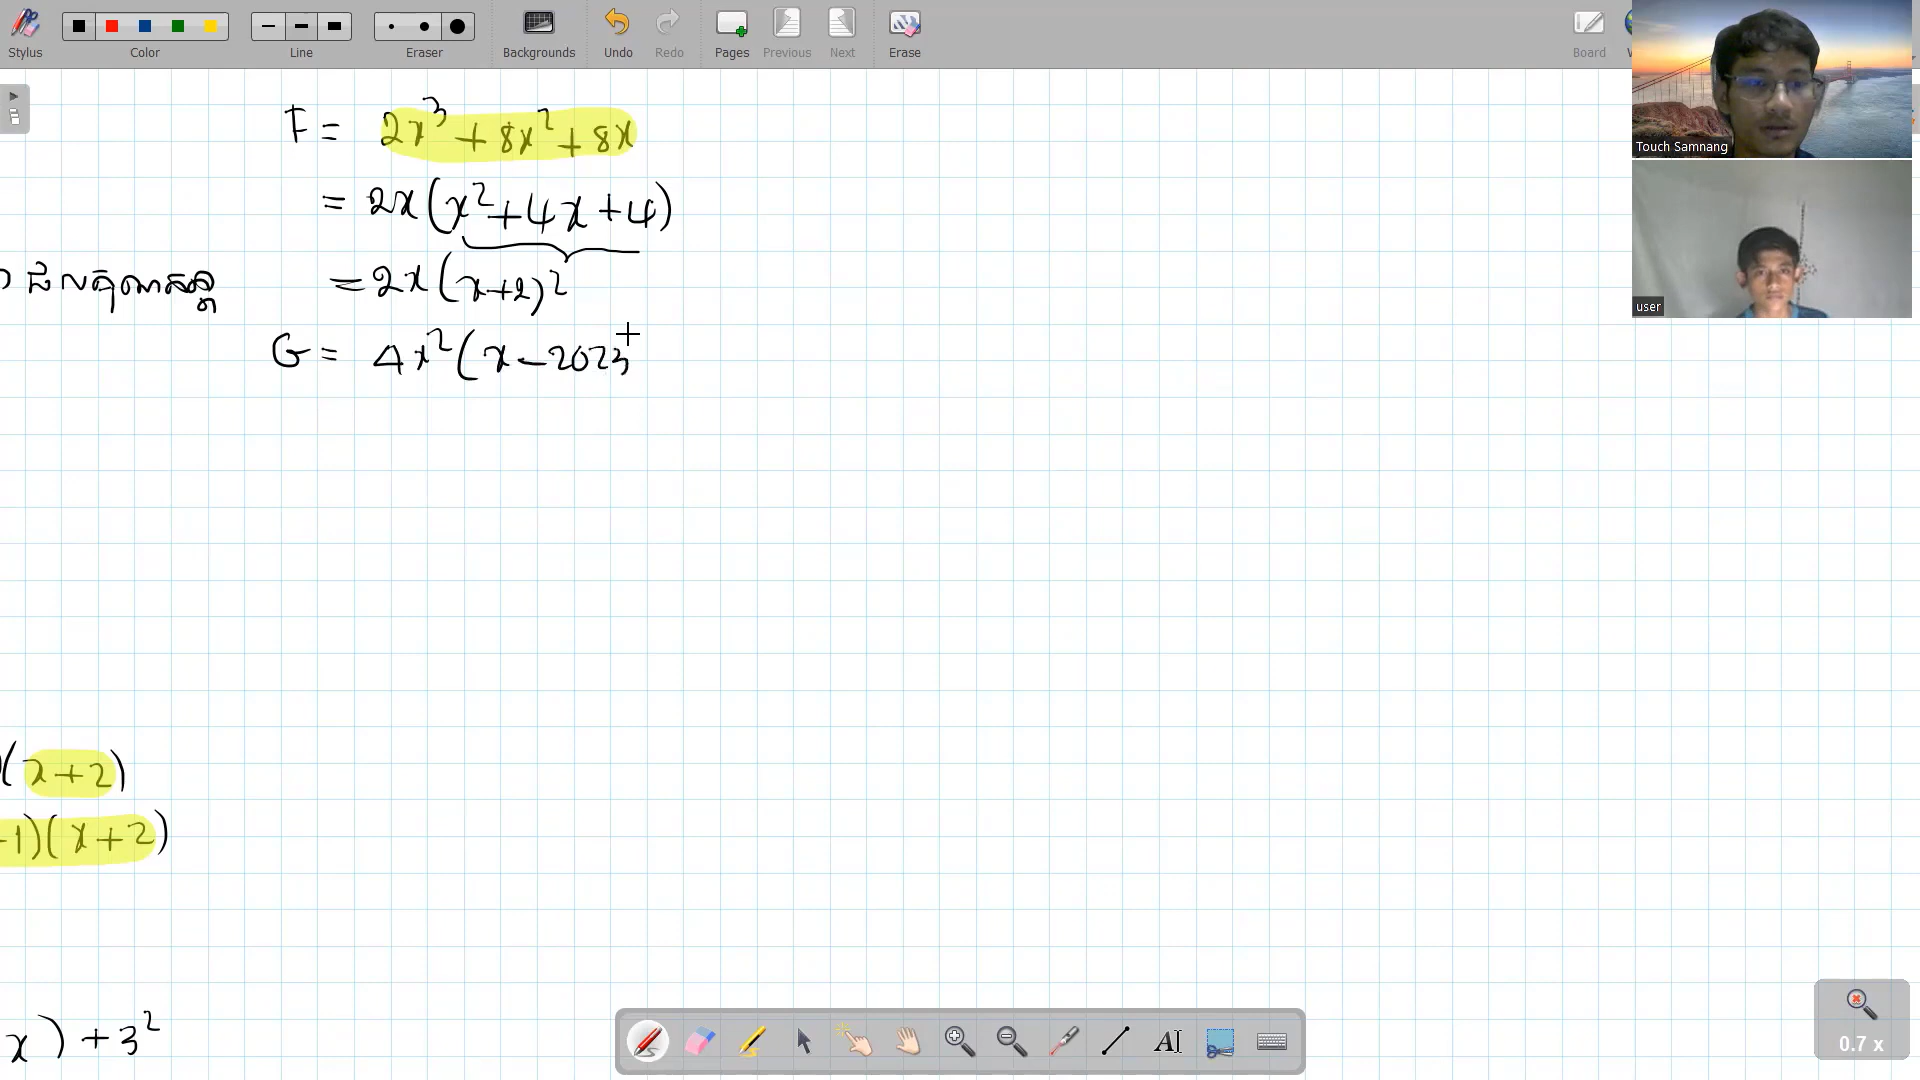 Stylus
Color
Line
Eraser
Backgrounds
Undo
Redo
Pages
Previous
Next
Erase
Board
Touch Samnang
user
F = 2x³ + 8x² + 8x
= 2x(x² + 4x + 4)
= 2x(x+2)²
G = 4x²(x – 2023
(x+2)
-1)(x+2)
x) + 3²
0.7 x